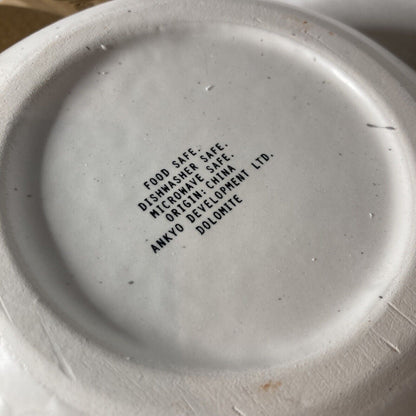 FOOD SAFE.
DISHWASHER SAFE.
MICROWAVE SAFE.
ORIGIN: CHINA
ANKYO DEVELOPMENT LTD.
DOLOMITE